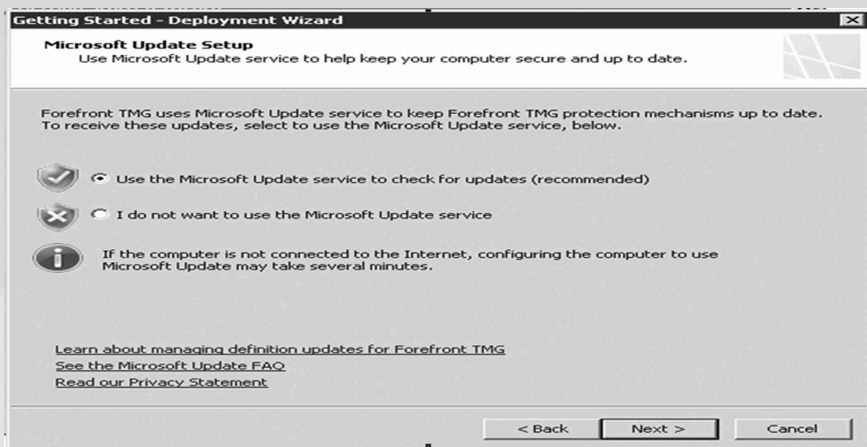 Getting Started - Deployment Wizard
Microsoft Update Setup
Use Microsoft Update service to help keep your computer secure and up to date.
Forefront TMG uses Microsoft Update service to keep Forefront TMG protection mechanisms up to date.
To receive these updates, select to use the Microsoft Update service, below.
Use the Microsoft Update service to check for updates (recommended)
I do not want to use the Microsoft Update service
If the computer is not connected to the Internet, configuring the computer to use
Microsoft Update may take several minutes.
Learn about managing definition updates for Forefront TMG
See the Microsoft Update FAQ
Read our Privacy Statement
< Back Next > Cancel